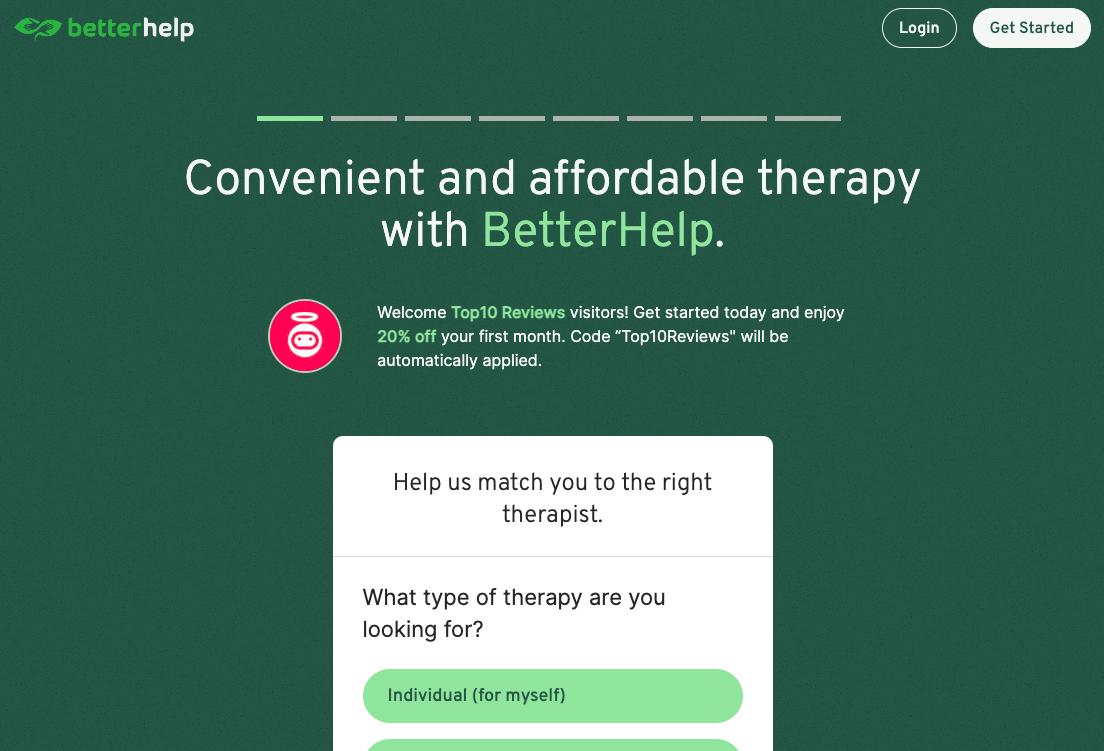 betterhelp
Login
Get Started
Convenient and affordable therapy
with BetterHelp.
Welcome Top10 Reviews visitors! Get started today and enjoy
20% off your first month. Code “Top10Reviews" will be
automatically applied.
Help us match you to the right
therapist.
What type of therapy are you
looking for?
Individual (for myself)